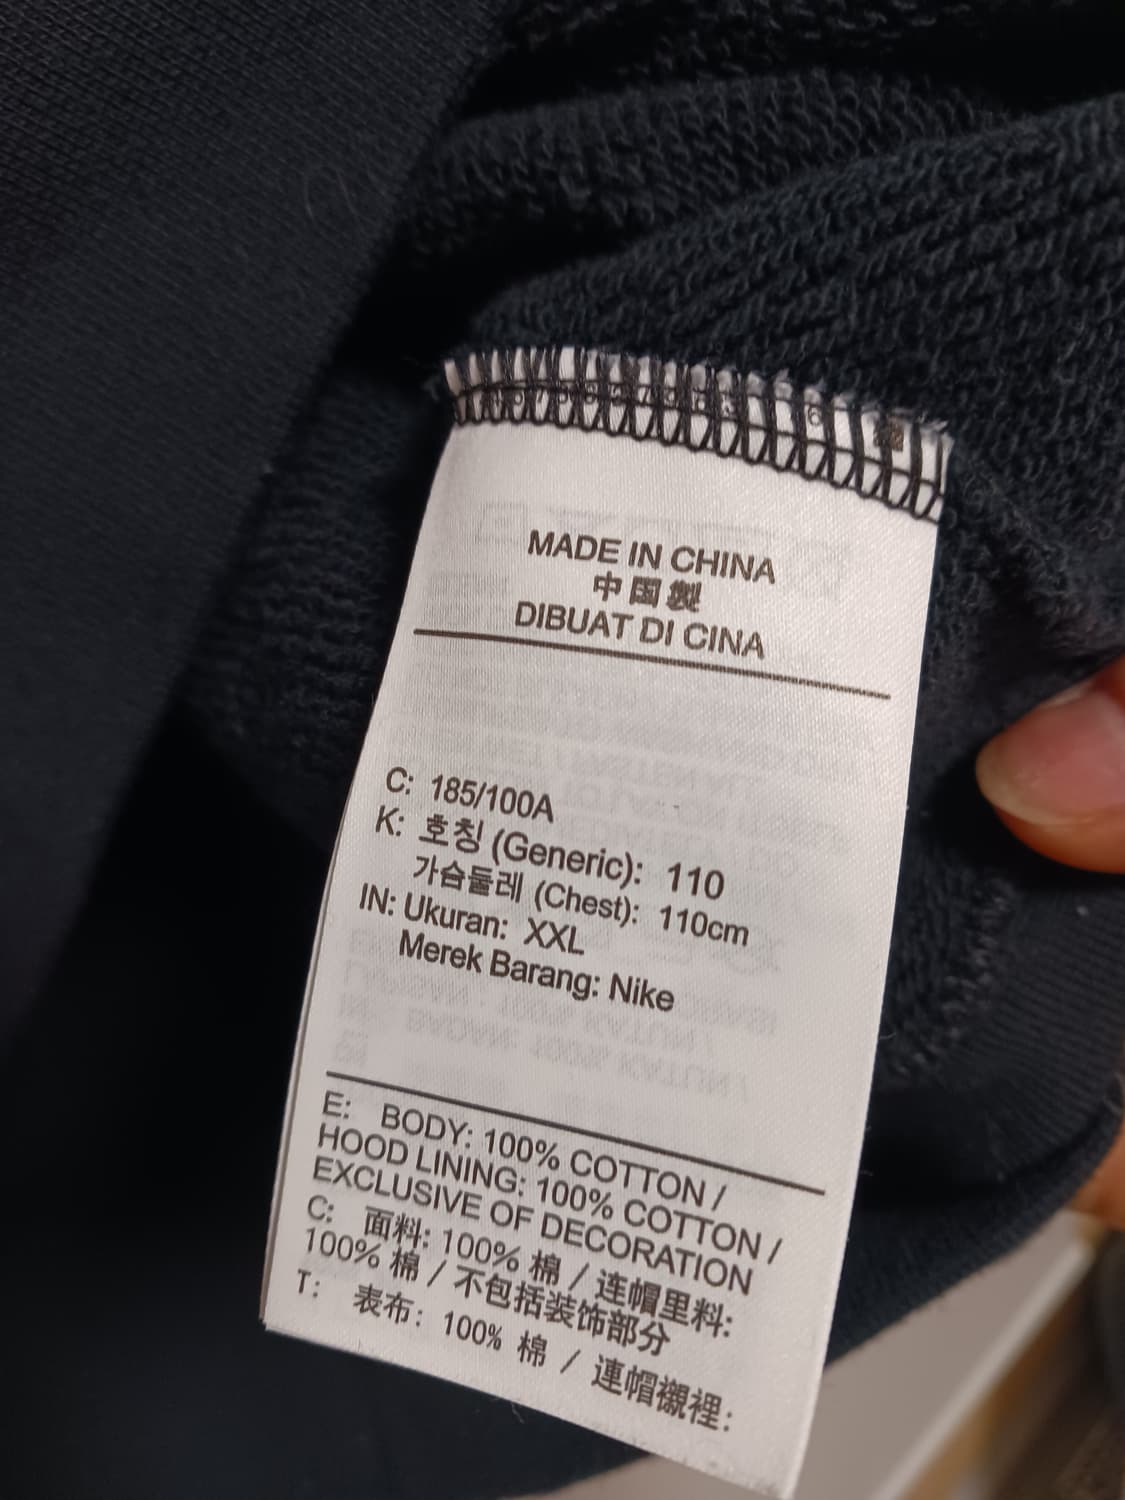 MADE IN CHINA
中国製
DIBUAT DI CINA
C: 185/100A
K: 호칭 (Generic): 110
가슴둘레 (Chest): 110cm
IN: Ukuran: XXL
Merek Barang: Nike
E: BODY: 100% COTTON /
HOOD LINING: 100% COTTON /
EXCLUSIVE OF DECORATION
C: 面料: 100% 棉 / 连帽里料:
100% 棉 / 不包括装饰部分
T: 表布: 100% 棉 / 連帽襯裡: